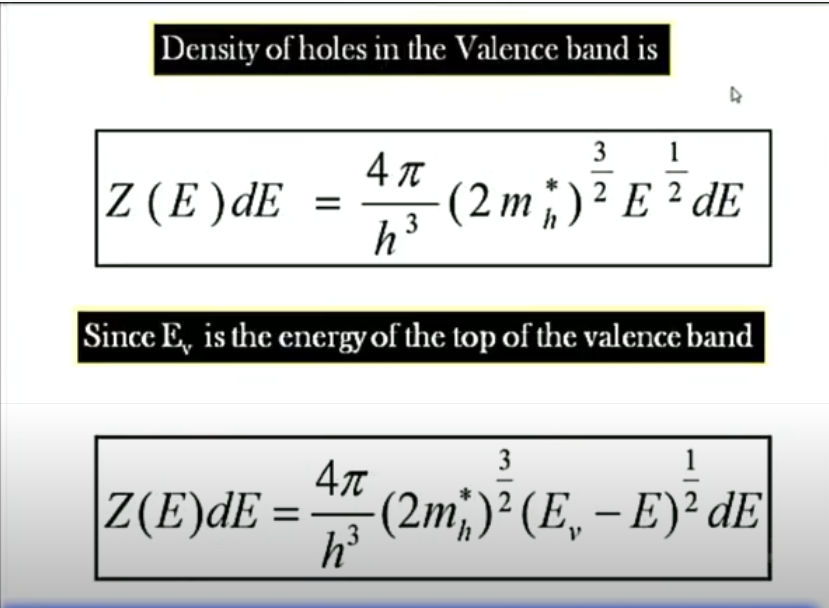 Density of holes in the Valence band is
Z(E)dE = \frac{4\pi}{h^3}(2m_h^*)^{\frac{3}{2}} E^{\frac{1}{2}} dE
Since E_v is the energy of the top of the valence band
Z(E)dE = \frac{4\pi}{h^3}(2m_h^*)^{\frac{3}{2}}(E_v - E)^{\frac{1}{2}} dE